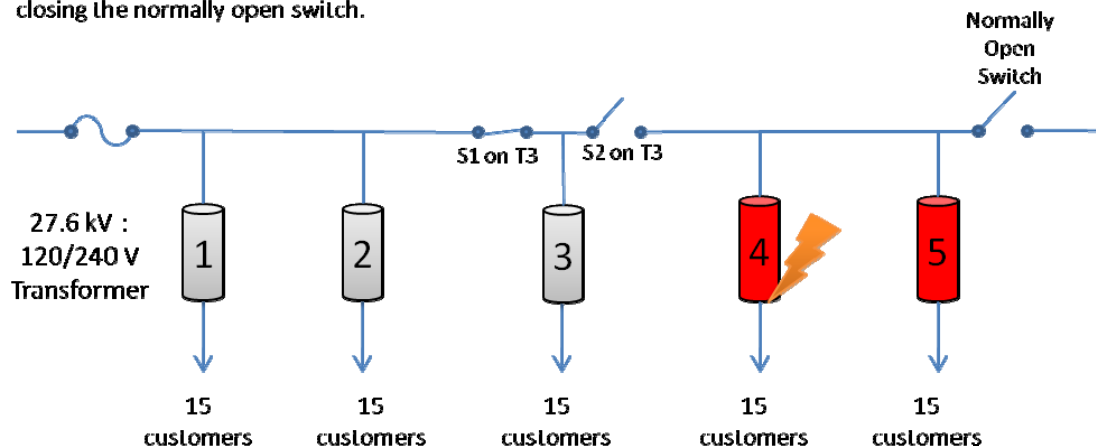 closing the normally open switch.
Normally
Open
Switch
S1 on T3
S2 on T3
27.6 kV :
120/240 V
Transformer
1
2
3
4
5
15
customers
15
customers
15
customers
15
customers
15
customers